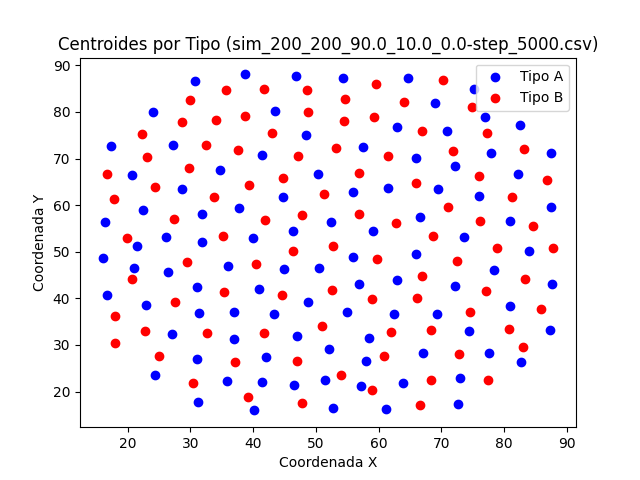 Centroides por Tipo (sim_200_200_90.0_10.0_0.0-step_5000.csv)
Tipo A
Tipo B
Coordenada Y
90
80
70
60
50
40
30
20
20 30 40 50 60 70 80 90
Coordenada X